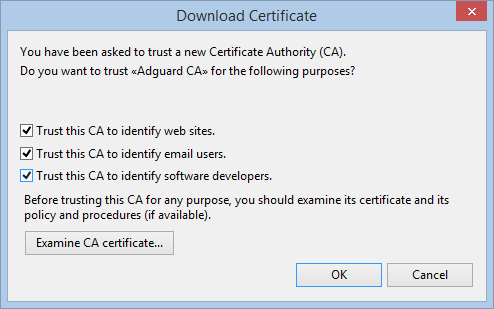 Download Certificate
You have been asked to trust a new Certificate Authority (CA).
Do you want to trust «Adguard CA» for the following purposes?
Trust this CA to identify web sites.
Trust this CA to identify email users.
Trust this CA to identify software developers.
Before trusting this CA for any purpose, you should examine its certificate and its
policy and procedures (if available).
Examine CA certificate...
OK Cancel